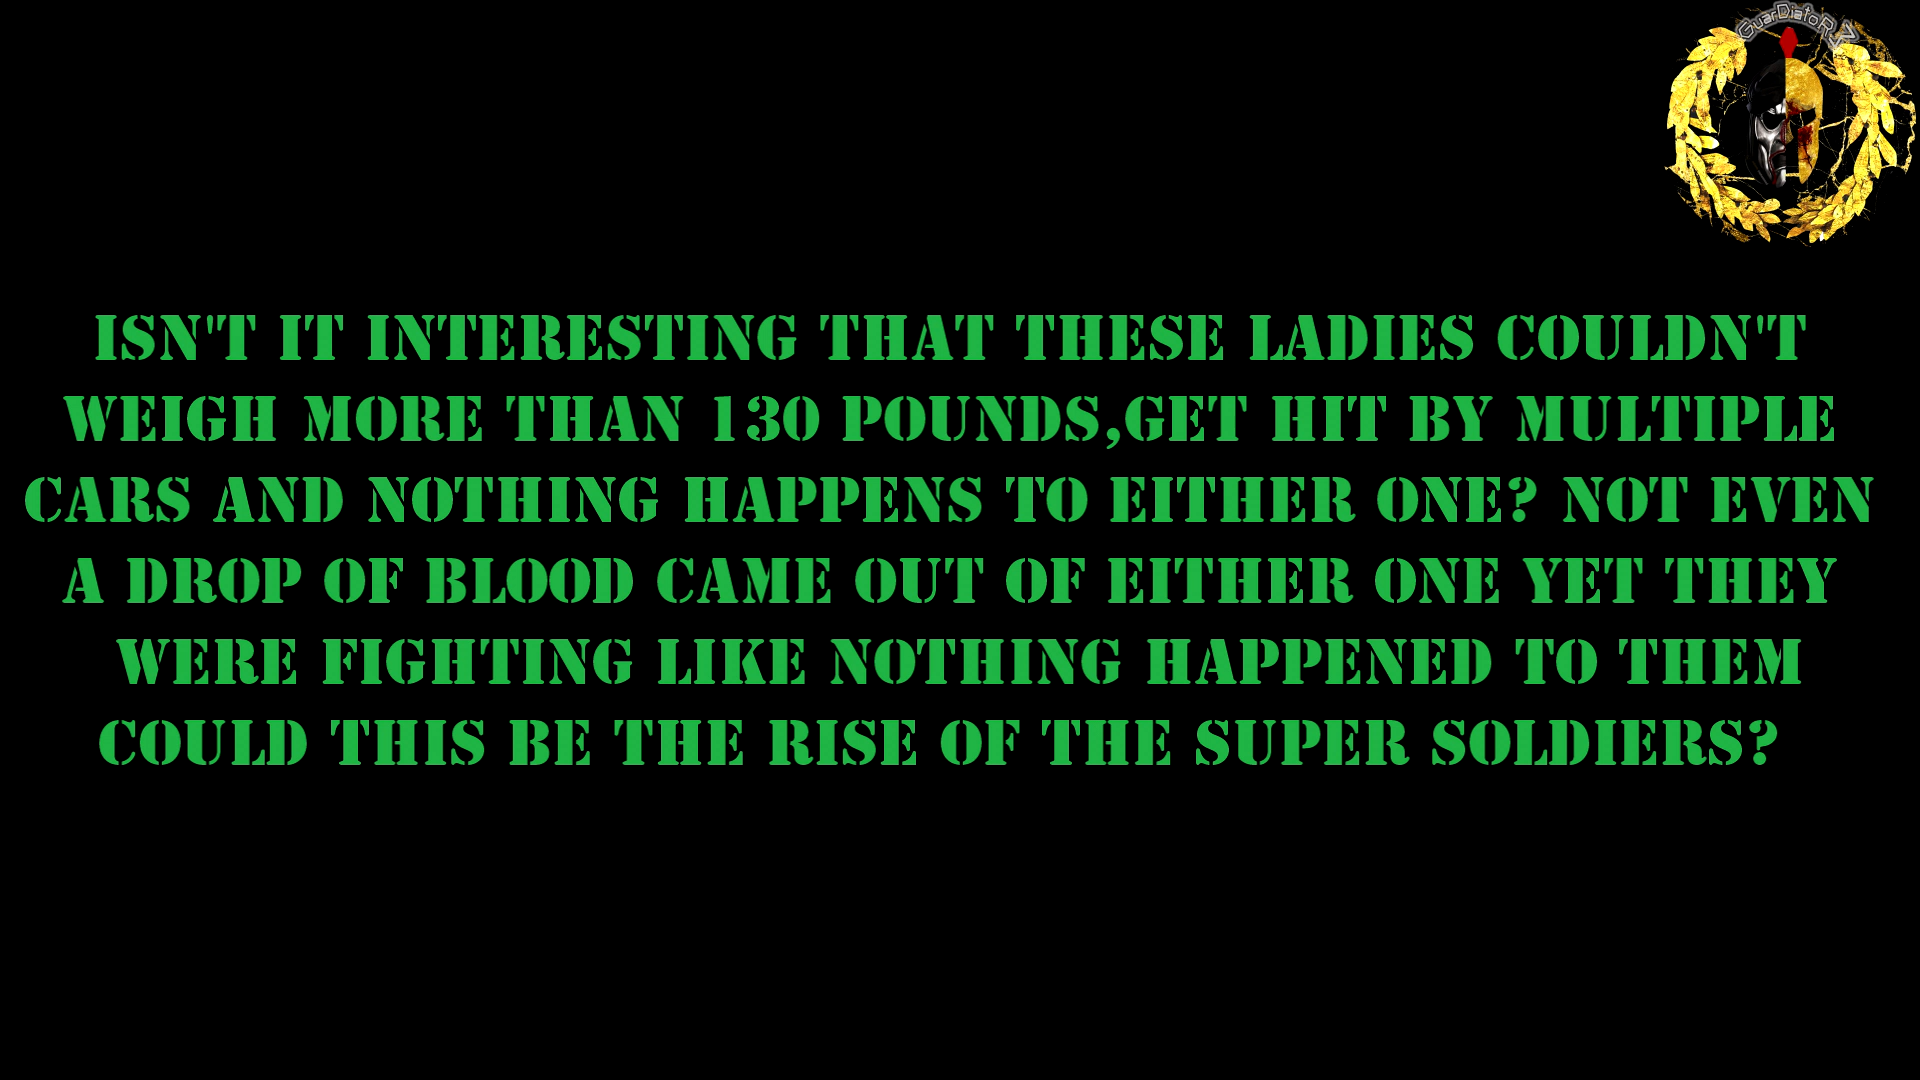 GuarDiatoRZ
ISN'T IT INTERESTING THAT THESE LADIES COULDN'T
WEIGH MORE THAN 130 POUNDS,GET HIT BY MULTIPLE
CARS AND NOTHING HAPPENS TO EITHER ONE? NOT EVEN
A DROP OF BLOOD CAME OUT OF EITHER ONE YET THEY
WERE FIGHTING LIKE NOTHING HAPPENED TO THEM
COULD THIS BE THE RISE OF THE SUPER SOLDIERS?